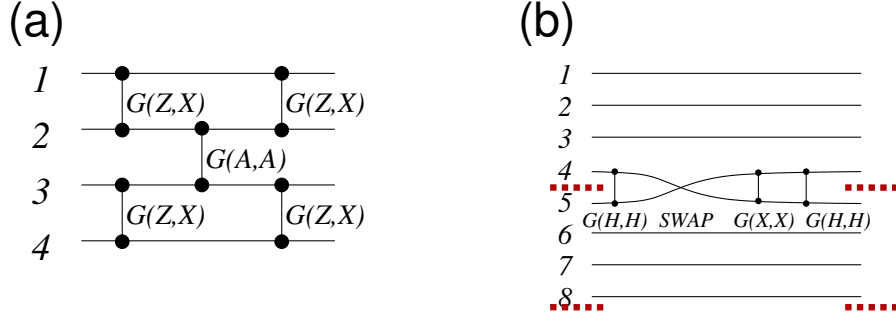 (a)
1
G(Z,X) G(Z,X)
2
G(A,A)
3
G(Z,X) G(Z,X)
4
(b)
1
2
3
4
5
G(H,H) SWAP G(X,X) G(H,H)
6
7
8